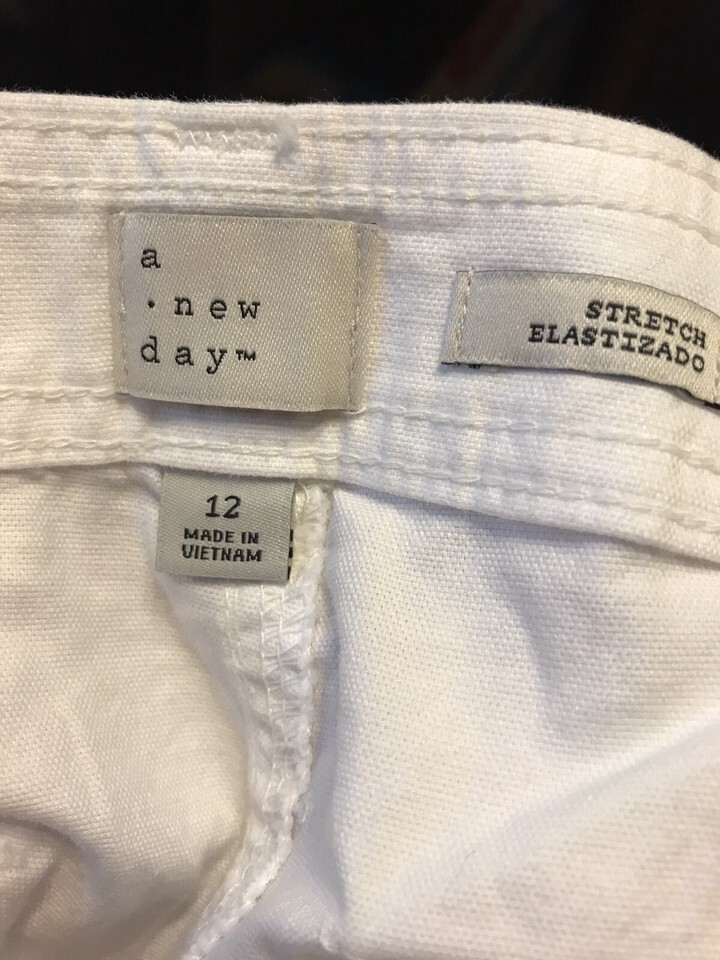 a
· new
day™
STRETCH
ELASTIZADO
12
MADE IN
VIETNAM